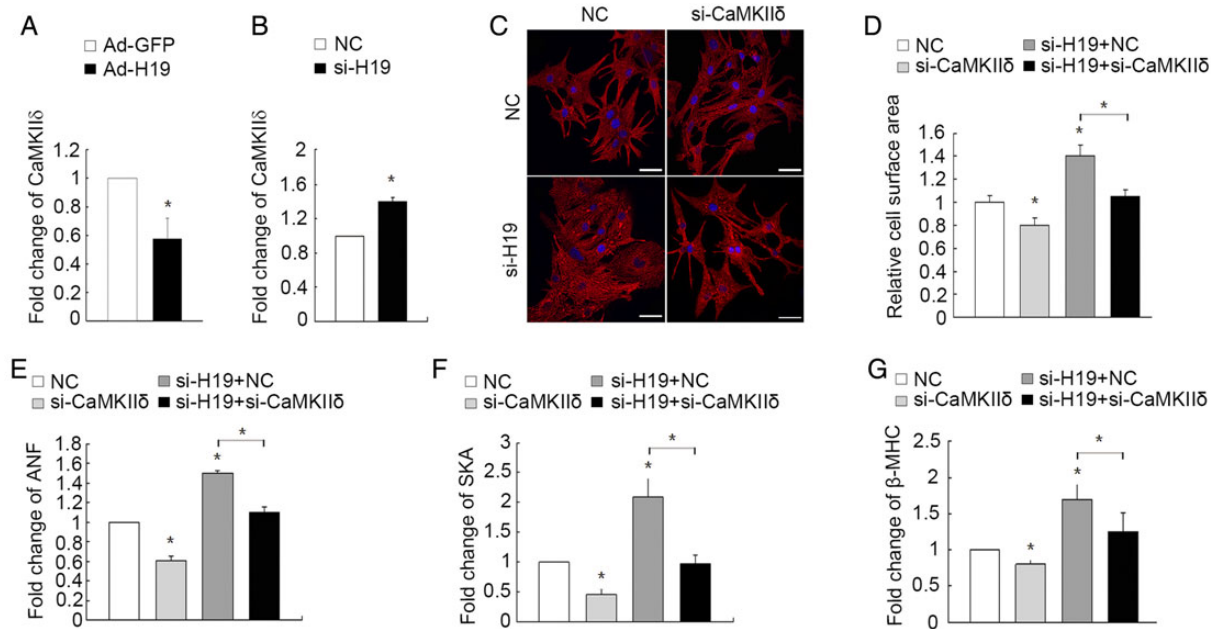 A
Ad-GFP
Ad-H19
Fold change of CaMKIIδ
1.2
1
0.8
0.6
0.4
0.2
0
*
B
NC
si-H19
Fold change of CaMKIIδ
2
1.6
1.2
0.8
0.4
0
*
C
NC
si-CaMKIIδ
NC
si-H19
D
NC
si-CaMKIIδ
si-H19+NC
si-H19+si-CaMKIIδ
Relative cell surface area
1.6
1.4
1.2
1
0.8
0.6
0.4
0.2
0
*
*
*
E
NC
si-CaMKIIδ
si-H19+NC
si-H19+si-CaMKIIδ
Fold change of ANF
1.8
1.6
1.4
1.2
1
0.8
0.6
0.4
0.2
0
*
*
*
F
NC
si-CaMKIIδ
si-H19+NC
si-H19+si-CaMKIIδ
Fold change of SKA
3
2.5
2
1.5
1
0.5
0
*
*
*
G
NC
si-CaMKIIδ
si-H19+NC
si-H19+si-CaMKIIδ
Fold change of β-MHC
2.5
2
1.5
1
0.5
0
*
*
*